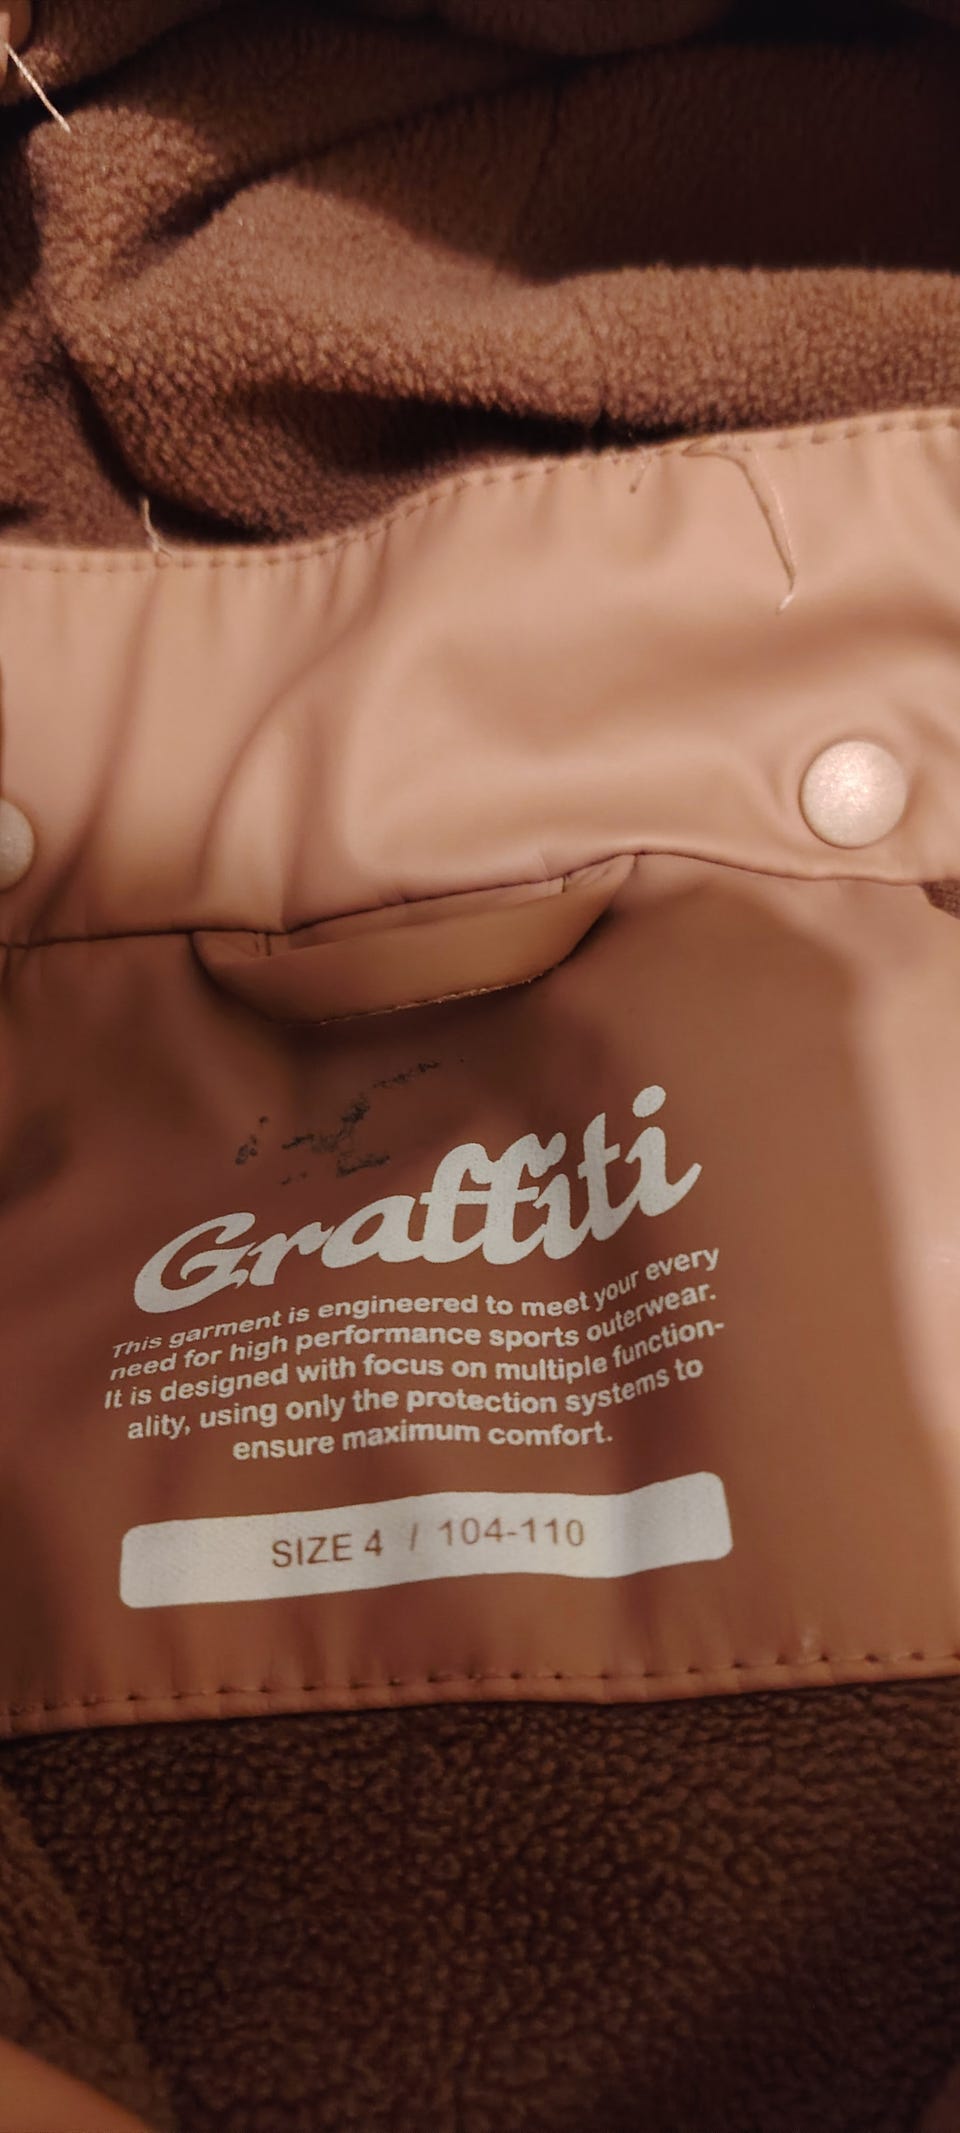 Graffiti
This garment is engineered to meet your every
need for high performance sports outerwear.
It is designed with focus on multiple function-
ality, using only the protection systems to
ensure maximum comfort.
SIZE 4 / 104-110